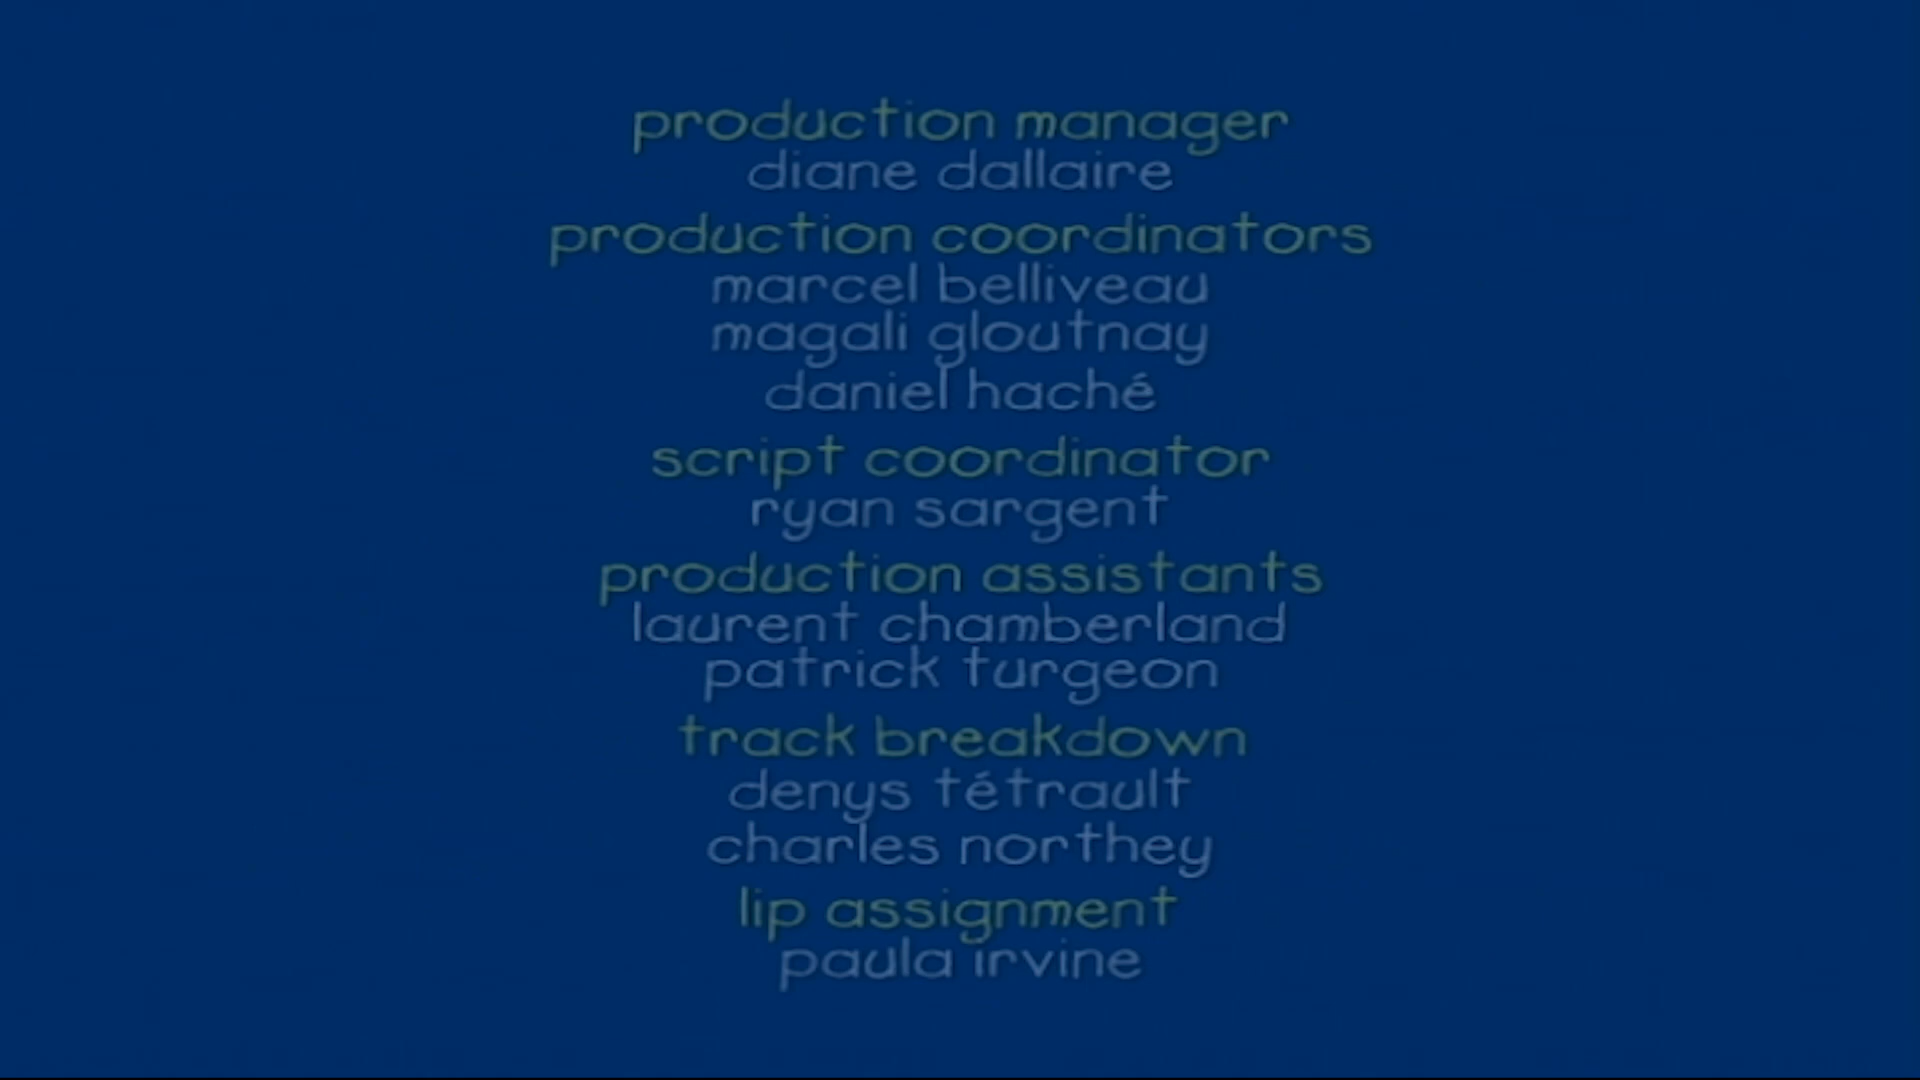 production manager
diane dallaire
production coordinators
marcel belliveau
magali gloutnay
daniel haché
script coordinator
ryan sargent
production assistants
laurent chamberland
patrick turgeon
track breakdown
denys tétrault
charles northey
lip assignment
paula irvine